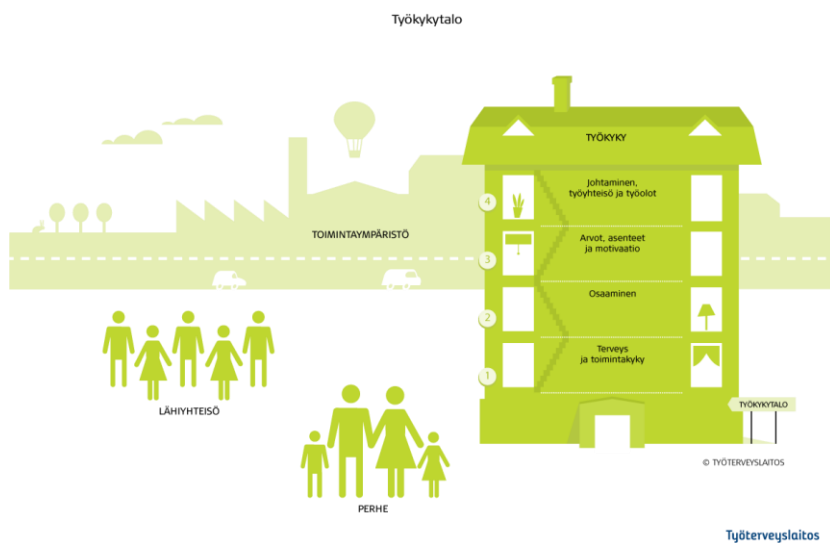 Työkykytalo
TYÖKYKY
4
Johtaminen,
työyhteisö ja työolot
TOIMINTAYMPÄRISTÖ
3
Arvot, asenteet
ja motivaatio
2
Osaaminen
1
Terveys
ja toimintakyky
LÄHIYHTEISÖ
PERHE
TYÖKYKYTALO
© TYÖTERVEYSLAITOS
Työterveyslaitos